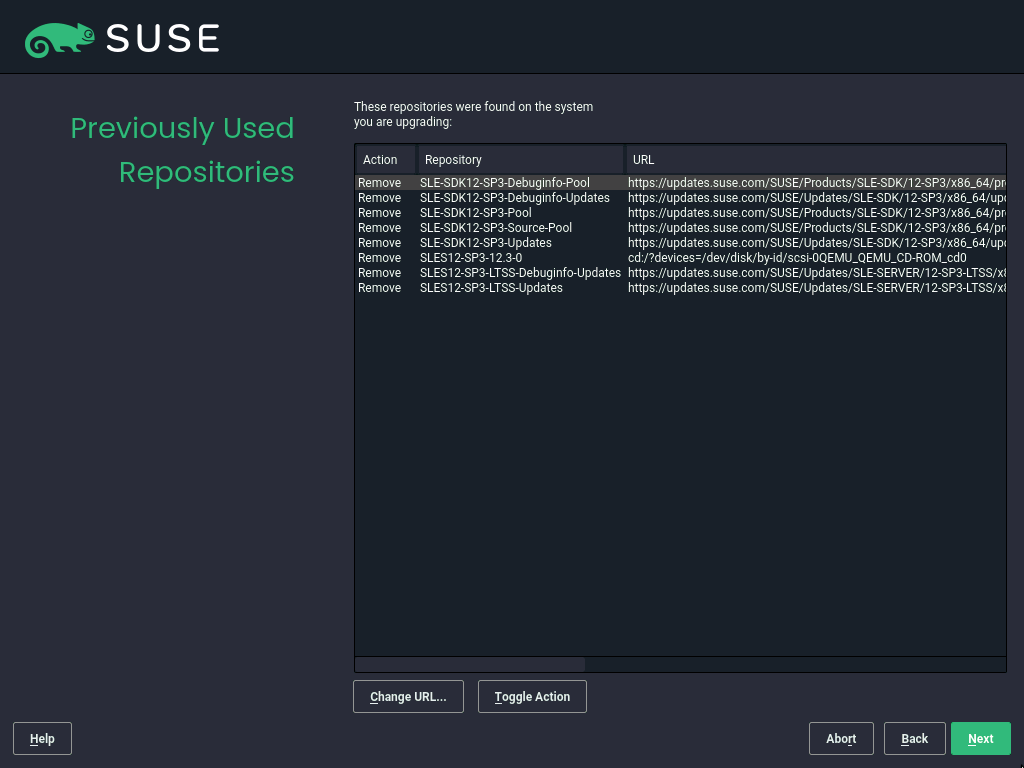 SUSE
Previously Used
Repositories
These repositories were found on the system
you are upgrading:
Action Repository URL
Remove SLE-SDK12-SP3-Debuginfo-Pool https://updates.suse.com/SUSE/Products/SLE-SDK/12-SP3/x86_64/pr
Remove SLE-SDK12-SP3-Debuginfo-Updates https://updates.suse.com/SUSE/Updates/SLE-SDK/12-SP3/x86_64/upd
Remove SLE-SDK12-SP3-Pool https://updates.suse.com/SUSE/Products/SLE-SDK/12-SP3/x86_64/pr
Remove SLE-SDK12-SP3-Source-Pool https://updates.suse.com/SUSE/Products/SLE-SDK/12-SP3/x86_64/pr
Remove SLE-SDK12-SP3-Updates https://updates.suse.com/SUSE/Updates/SLE-SDK/12-SP3/x86_64/upd
Remove SLES12-SP3-12.3-0 cd:/?devices=/dev/disk/by-id/scsi-0QEMU_QEMU_CD-ROM_cd0
Remove SLES12-SP3-LTSS-Debuginfo-Updates https://updates.suse.com/SUSE/Updates/SLE-SERVER/12-SP3-LTSS/x8
Remove SLES12-SP3-LTSS-Updates https://updates.suse.com/SUSE/Updates/SLE-SERVER/12-SP3-LTSS/x8
Change URL... Toggle Action
Help Abort Back Next